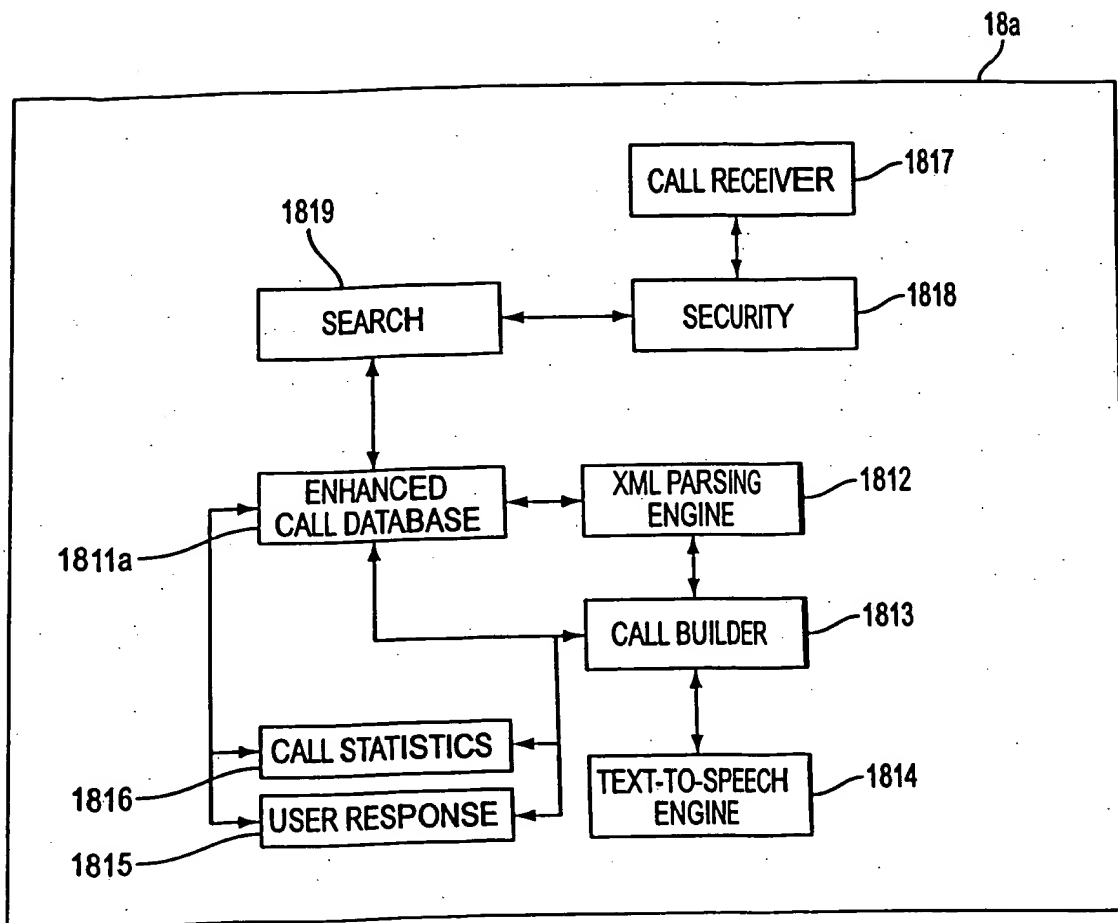 18a
CALL RECEIVER
1817
1819
SEARCH
SECURITY
1818
ENHANCED
CALL DATABASE
1811a
XML PARSING
ENGINE
1812
CALL BUILDER
1813
CALL STATISTICS
1816
USER RESPONSE
1815
TEXT-TO-SPEECH
ENGINE
1814